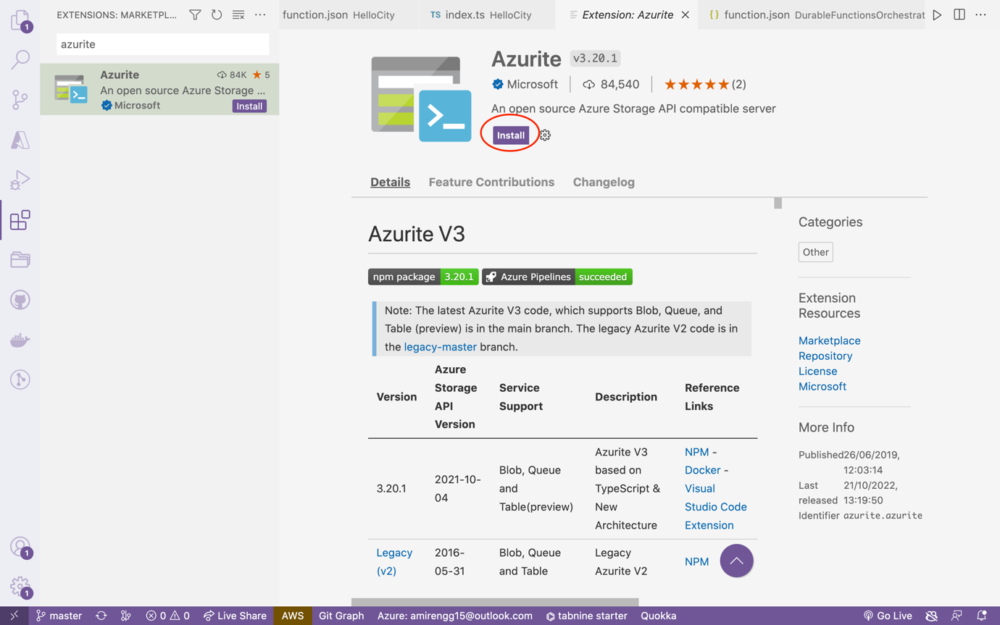 EXTENSIONS: MARKETPL...
function.json HelloCity
TS index.ts HelloCity
Extension: Azurite
{} function.json DurableFunctionsOrchestrat
1
azurite
Azurite 84K ★ 5
An open source Azure Storage ...
Microsoft Install
Azurite v3.20.1
Microsoft 84,540 ★★★★★(2)
An open source Azure Storage API compatible server
Install
Details Feature Contributions Changelog
Azurite V3
npm package 3.20.1 Azure Pipelines succeeded
Note: The latest Azurite V3 code, which supports Blob, Queue, and
Table (preview) is in the main branch. The legacy Azurite V2 code is in
the legacy-master branch.
Version
Azure
Storage
API
Version
Service
Support
Description
Reference
Links
3.20.1
2021-10-
04
Blob, Queue
and
Table(preview)
Azurite V3
based on
TypeScript &
New
Architecture
NPM -
Docker -
Visual
Studio Code
Extension
Legacy
(v2)
2016-
05-31
Blob, Queue
and Table
Legacy
Azurite V2
NPM
Categories
Other
Extension
Resources
Marketplace
Repository
License
Microsoft
More Info
Published 26/06/2019,
12:03:14
Last 21/10/2022,
released 13:19:50
Identifier azurite.azurite
1
1
master
0 0
Live Share
AWS
Git Graph
Azure: amirengg15@outlook.com
tabnine starter
Quokka
Go Live